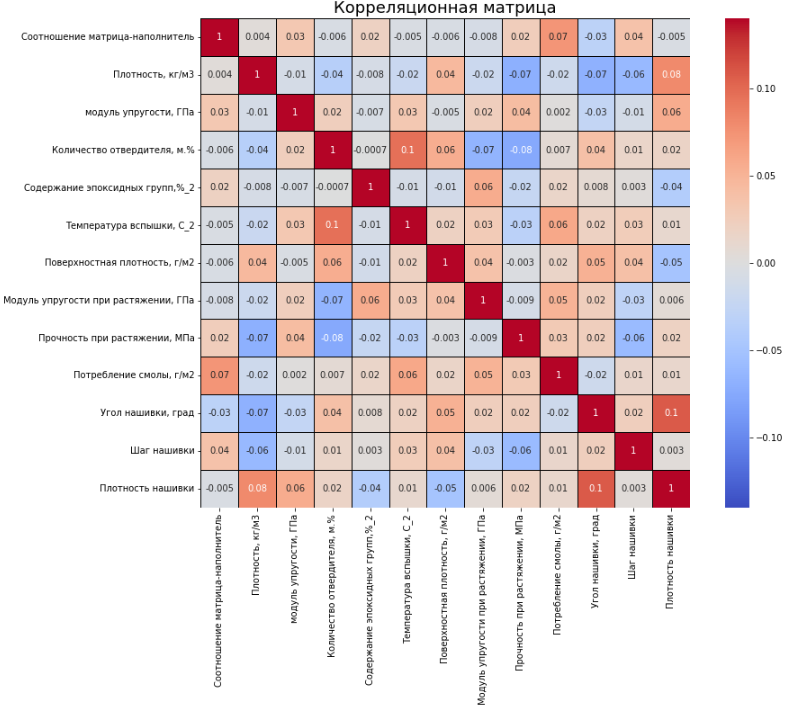 Корреляционная матрица
Соотношение матрица-наполнитель 1 0.004 0.03 -0.006 0.02 -0.005 -0.006 -0.008 0.02 0.07 -0.03 0.04 -0.005
Плотность, кг/м3 0.004 1 -0.01 -0.04 -0.008 -0.02 0.04 -0.02 -0.07 -0.02 -0.07 -0.06 0.08
модуль упругости, ГПа 0.03 -0.01 1 0.02 -0.007 0.03 -0.005 0.02 0.04 0.002 -0.03 -0.01 0.06
Количество отвердителя, м.% -0.006 -0.04 0.02 1 -0.0007 0.1 0.06 -0.07 -0.08 0.007 0.04 0.01 0.02
Содержание эпоксидных групп,%_2 0.02 -0.008 -0.007 -0.0007 1 -0.01 -0.01 0.06 -0.02 0.02 0.008 0.003 -0.04
Температура вспышки, С_2 -0.005 -0.02 0.03 0.1 -0.01 1 0.02 0.03 -0.03 0.06 0.02 0.03 0.01
Поверхностная плотность, г/м2 -0.006 0.04 -0.005 0.06 -0.01 0.02 1 0.04 -0.003 0.02 0.05 0.04 -0.05
Модуль упругости при растяжении, ГПа -0.008 -0.02 0.02 -0.07 0.06 0.03 0.04 1 -0.009 0.05 0.02 -0.03 0.006
Прочность при растяжении, МПа 0.02 -0.07 0.04 -0.08 -0.02 -0.03 -0.003 -0.009 1 0.03 0.02 -0.06 0.02
Потребление смолы, г/м2 0.07 -0.02 0.002 0.007 0.02 0.06 0.02 0.05 0.03 1 -0.02 0.01 0.01
Угол нашивки, град -0.03 -0.07 -0.03 0.04 0.008 0.02 0.05 0.02 0.02 -0.02 1 0.02 0.1
Шаг нашивки 0.04 -0.06 -0.01 0.01 0.003 0.03 0.04 -0.03 -0.06 0.01 0.02 1 0.003
Плотность нашивки -0.005 0.08 0.06 0.02 -0.04 0.01 -0.05 0.006 0.02 0.01 0.1 0.003 1
Соотношение матрица-наполнитель
Плотность, кг/м3
модуль упругости, ГПа
Количество отвердителя, м.%
Содержание эпоксидных групп,%_2
Температура вспышки, С_2
Поверхностная плотность, г/м2
Модуль упругости при растяжении, ГПа
Прочность при растяжении, МПа
Потребление смолы, г/м2
Угол нашивки, град
Шаг нашивки
Плотность нашивки
0.10
0.05
0.00
−0.05
−0.10